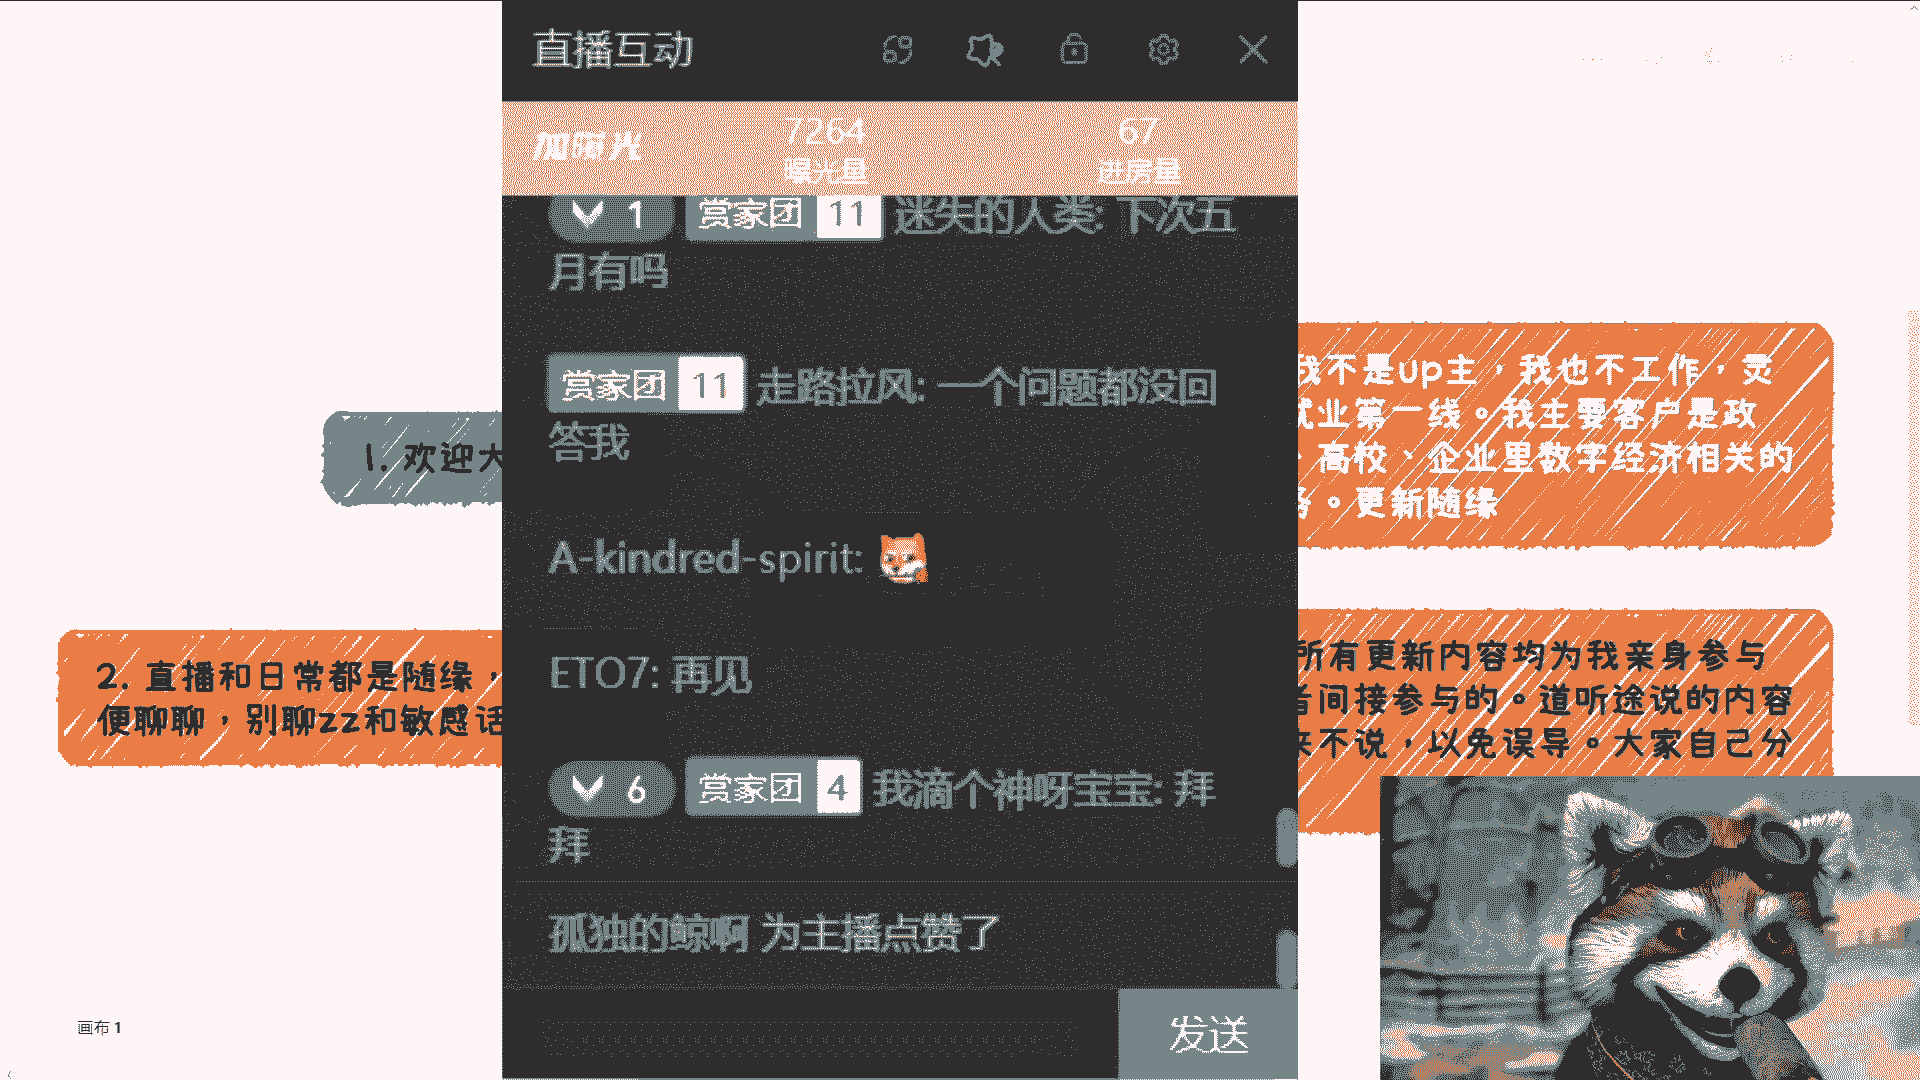 直播互动
加曝光
7264
曝光量
67
进房量
1 赏家团 11 迷失的人类: 下次五
月有吗
赏家团 11 走路拉风: 一个问题都没回
答我
A-kindred-spirit:
ETO7: 再见
6 赏家团 4 我滴个神呀宝宝: 拜
拜
孤独的鲸啊 为主播点赞了
发送
1. 欢迎大
2. 直播和日常都是随缘，
便聊聊，别聊zz和敏感话
我不是up主，我也不工作，灵
就业第一线。我主要客户是政
、高校、企业里数字经济相关的
务。更新随缘
所有更新内容均为我亲身参与
者间接参与的。道听途说的内容
来不说，以免误导。大家自己分
画布 1